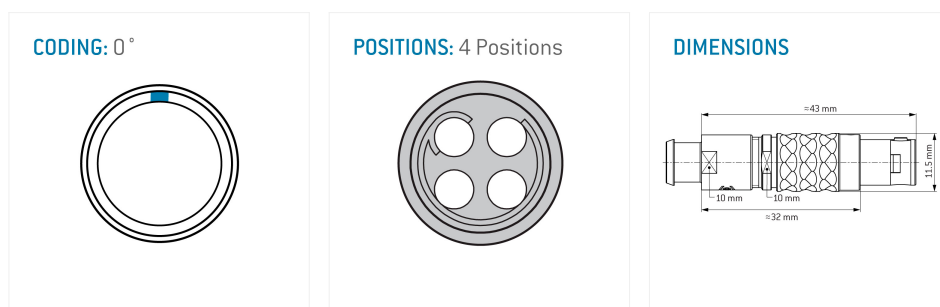 CODING: 0°
POSITIONS: 4 Positions
DIMENSIONS
≈43 mm
11.5 mm
10 mm
10 mm
≈32 mm